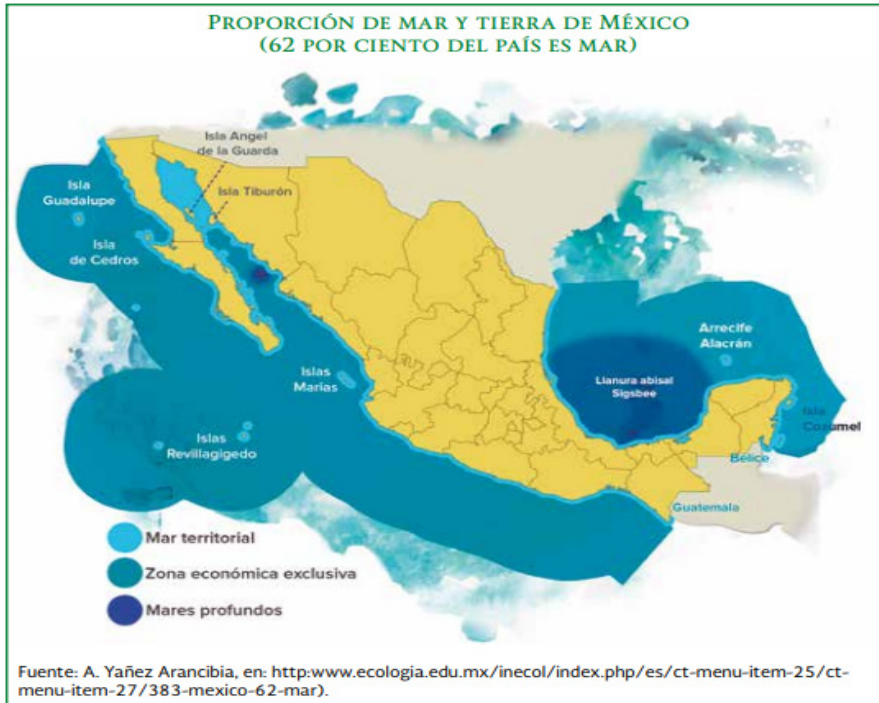 PROPORCIÓN DE MAR Y TIERRA DE MÉXICO
(62 POR CIENTO DEL PAÍS ES MAR)
Isla Angel
de la Guarda
Isla Tiburón
Isla
Guadalupe
Isla
de Cedros
Arrecife
Alacrán
Islas
Marías
Llanura abisal
Sigsbee
Isla
Cozumel
Islas
Revillagigedo
Belice
Guatemala
Mar territorial
Zona económica exclusiva
Mares profundos
Fuente: A. Yañez Arancibia, en: http:www.ecologia.edu.mx/inecol/index.php/es/ct-menu-item-25/ct-
menu-item-27/383-mexico-62-mar).